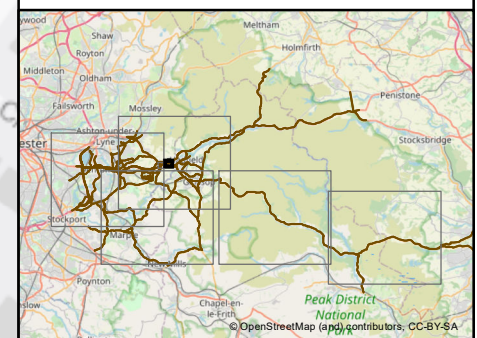 Meltham
Shaw
Holmfirth
Royton
Middleton
Oldham
Penistone
Failsworth
Mossley
Ashton-under-
Lyne
Stocksbridge
Stockport
Marple
Poynton
Chapel-en-
le-Frith
Peak District
National
Park
© OpenStreetMap (and) contributors, CC-BY-SA